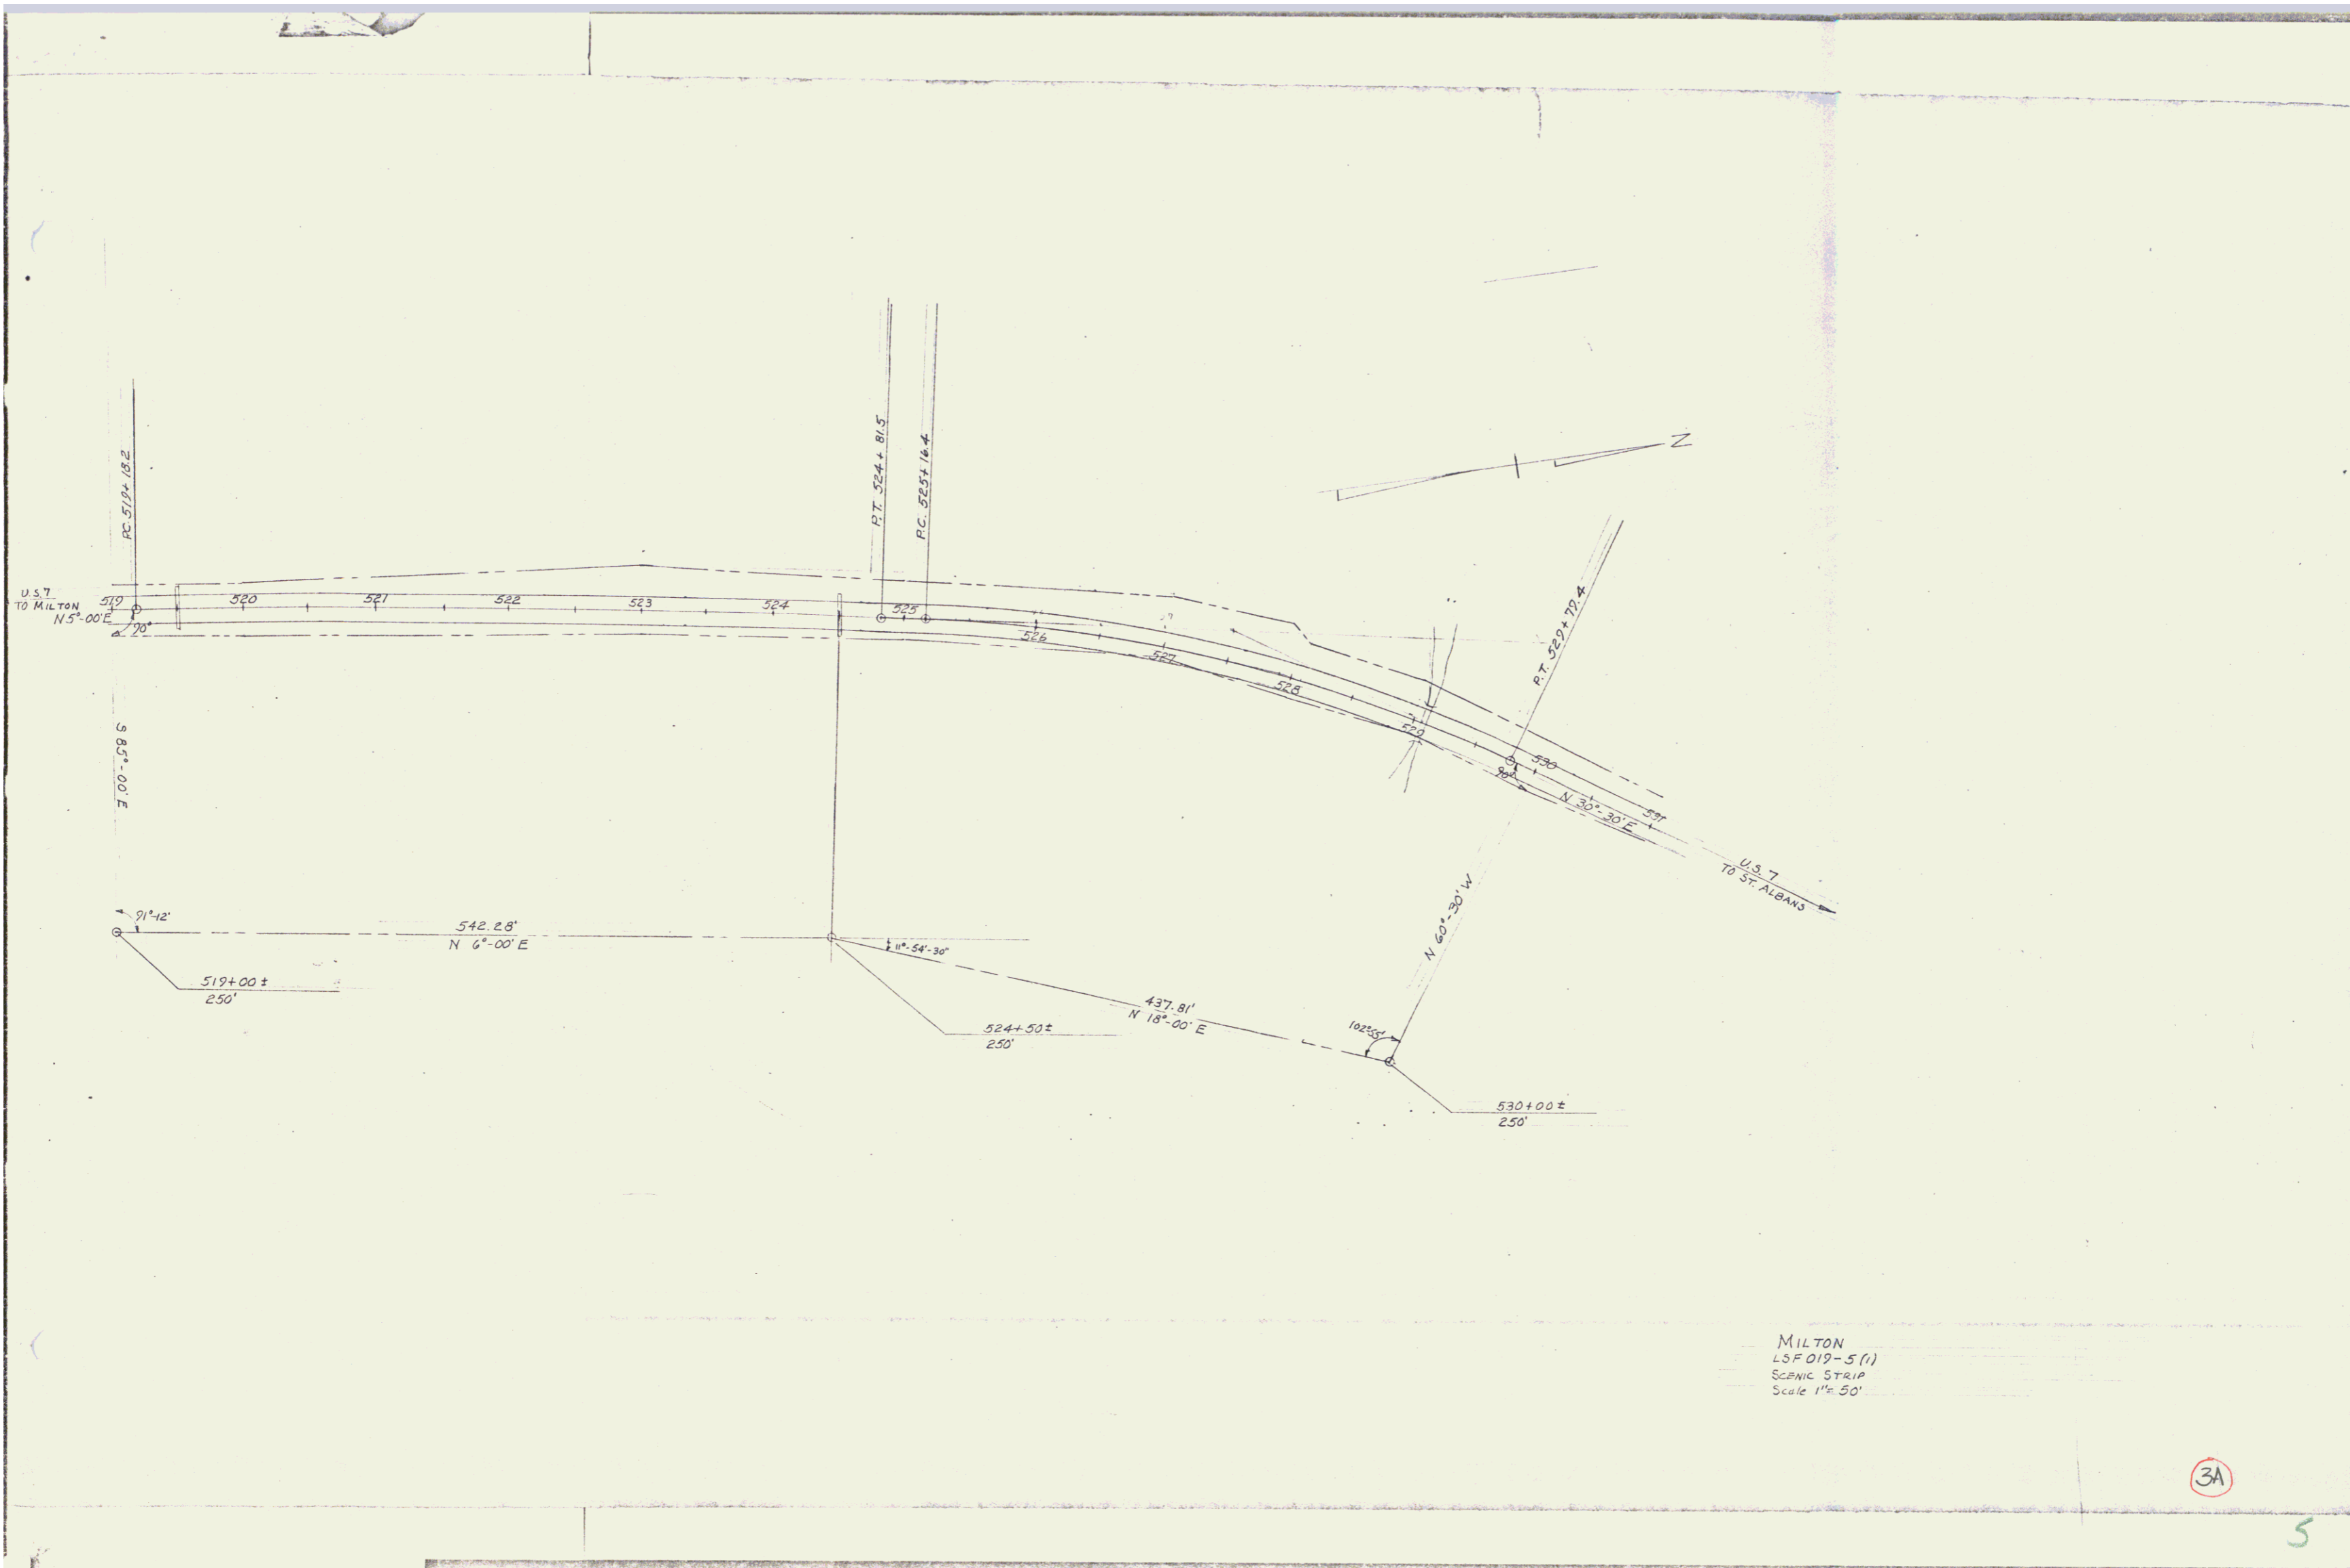 N
P.C. 519+18.2
P.T. 524+81.5
P.C. 525+16.4
P.T. 529+79.4
U.S. 7
TO MILTON
N 5°-00' E
519
520
521
522
523
524
525
526
527
528
529
530
531
90°
90°
N 30°-30' E
U.S. 7
TO ST. ALBANS
S 85°-00' E
N 60°-30' W
91°-12'
542.28'
N 6°-00' E
11°-54'-30"
519+00 ±
250'
437.81'
N 18°-00' E
524+50 ±
250'
102°55'
530+00 ±
250'
MILTON
LSF 019-5(1)
SCENIC STRIP
Scale 1"= 50'
3A
5